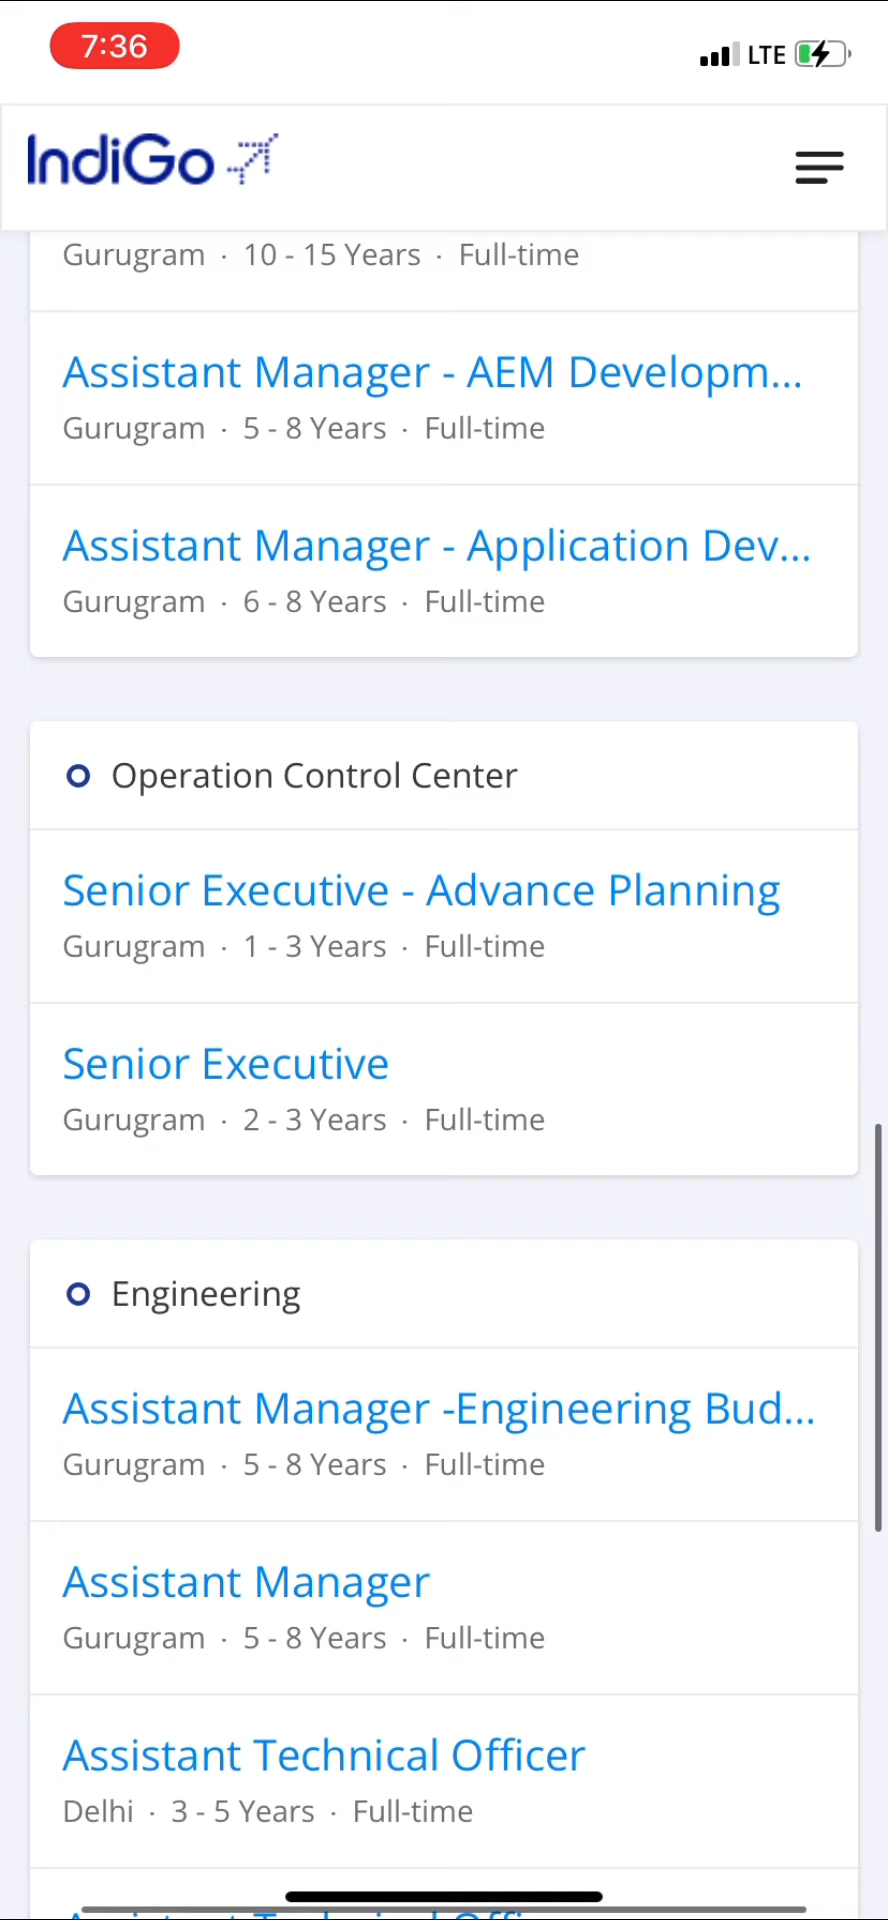 7:36
LTE
IndiGo
Gurugram · 10 - 15 Years · Full-time
Assistant Manager - AEM Developm...
Gurugram · 5 - 8 Years · Full-time
Assistant Manager - Application Dev...
Gurugram · 6 - 8 Years · Full-time
Operation Control Center
Senior Executive - Advance Planning
Gurugram · 1 - 3 Years · Full-time
Senior Executive
Gurugram · 2 - 3 Years · Full-time
Engineering
Assistant Manager -Engineering Bud...
Gurugram · 5 - 8 Years · Full-time
Assistant Manager
Gurugram · 5 - 8 Years · Full-time
Assistant Technical Officer
Delhi · 3 - 5 Years · Full-time